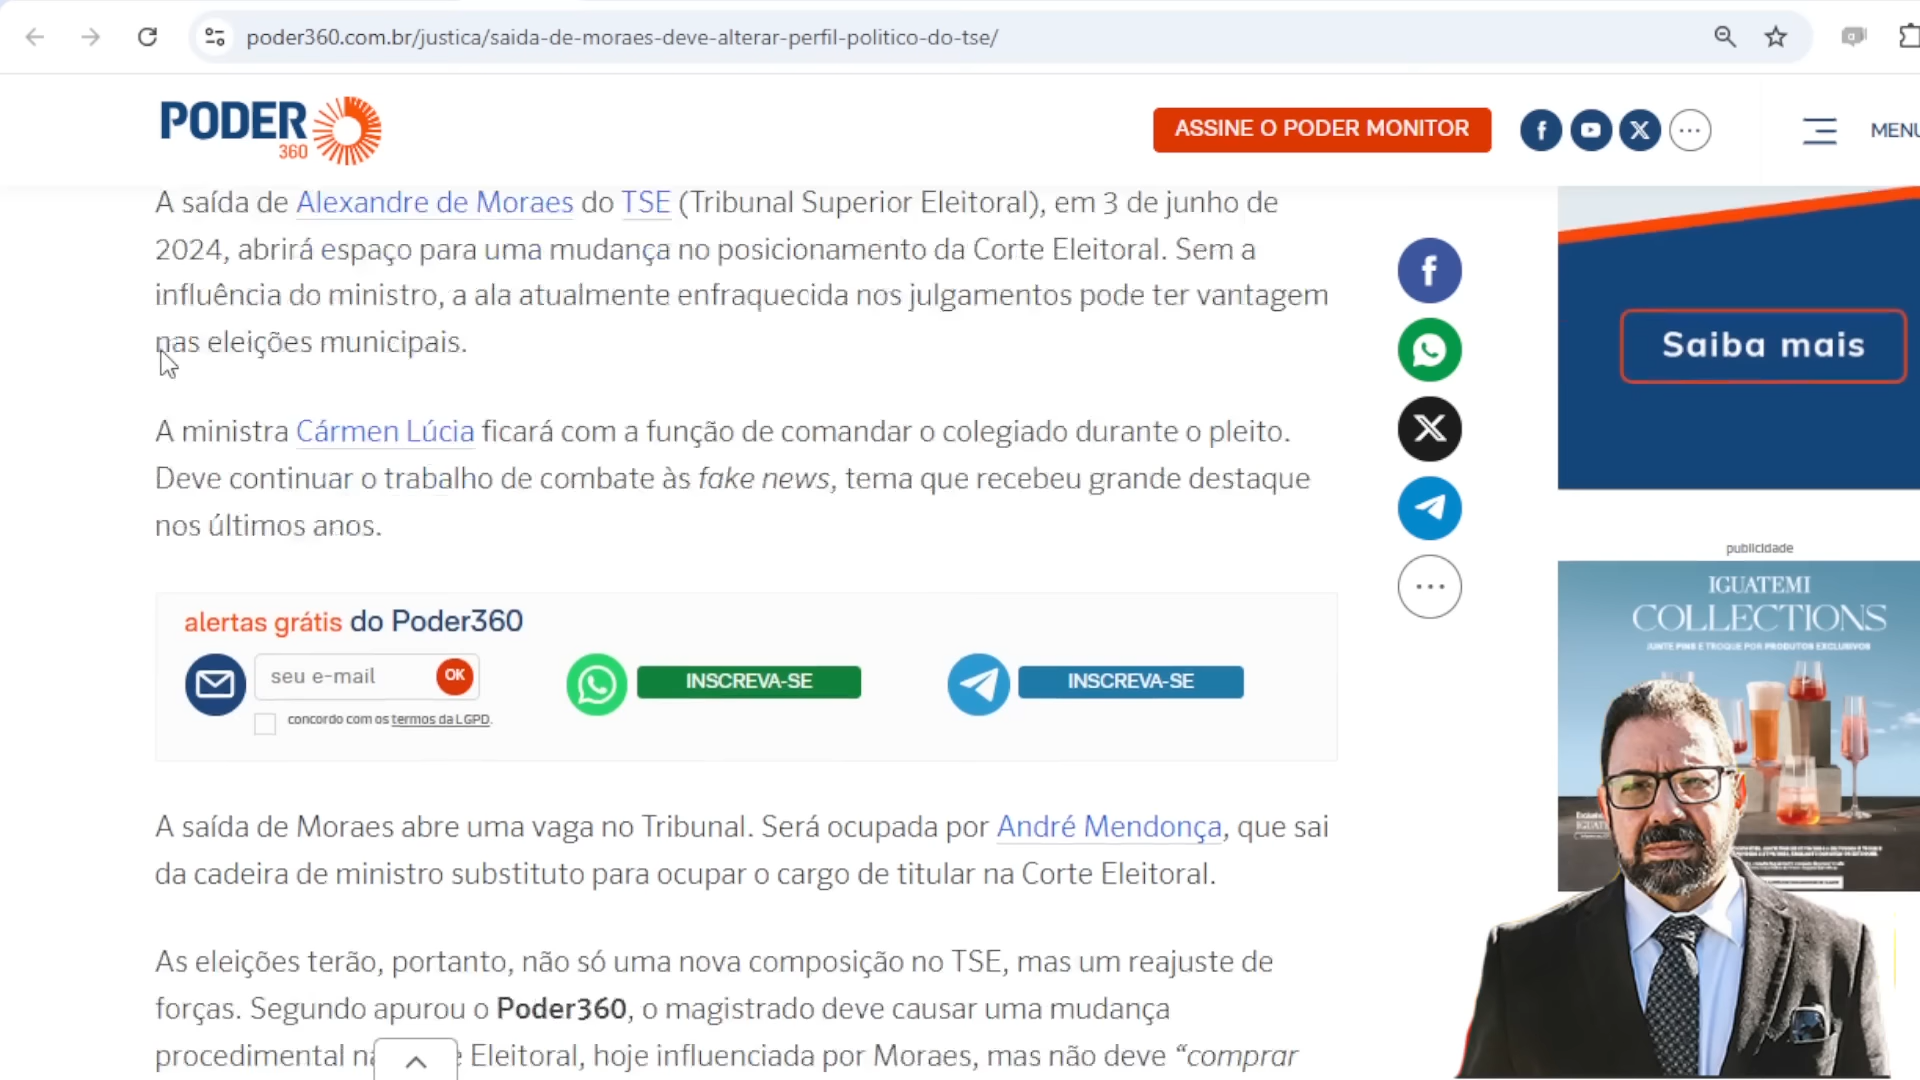 poder360.com.br/justica/saida-de-moraes-deve-alterar-perfil-politico-do-tse/
PODER
360
ASSINE O PODER MONITOR
MENU
A saída de Alexandre de Moraes do TSE (Tribunal Superior Eleitoral), em 3 de junho de
2024, abrirá espaço para uma mudança no posicionamento da Corte Eleitoral. Sem a
influência do ministro, a ala atualmente enfraquecida nos julgamentos pode ter vantagem
nas eleições municipais.
A ministra Cármen Lúcia ficará com a função de comandar o colegiado durante o pleito.
Deve continuar o trabalho de combate às fake news, tema que recebeu grande destaque
nos últimos anos.
alertas grátis do Poder360
seu e-mail
OK
INSCREVA-SE
INSCREVA-SE
concordo com os termos da LGPD.
A saída de Moraes abre uma vaga no Tribunal. Será ocupada por André Mendonça, que sai
da cadeira de ministro substituto para ocupar o cargo de titular na Corte Eleitoral.
As eleições terão, portanto, não só uma nova composição no TSE, mas um reajuste de
forças. Segundo apurou o Poder360, o magistrado deve causar uma mudança
procedimental Eleitoral, hoje influenciada por Moraes, mas não deve “comprar
Saiba mais
publicidade
IGUATEMI
COLLECTIONS
JUNTE PINS E TROQUE POR PRODUTOS EXCLUSIVOS